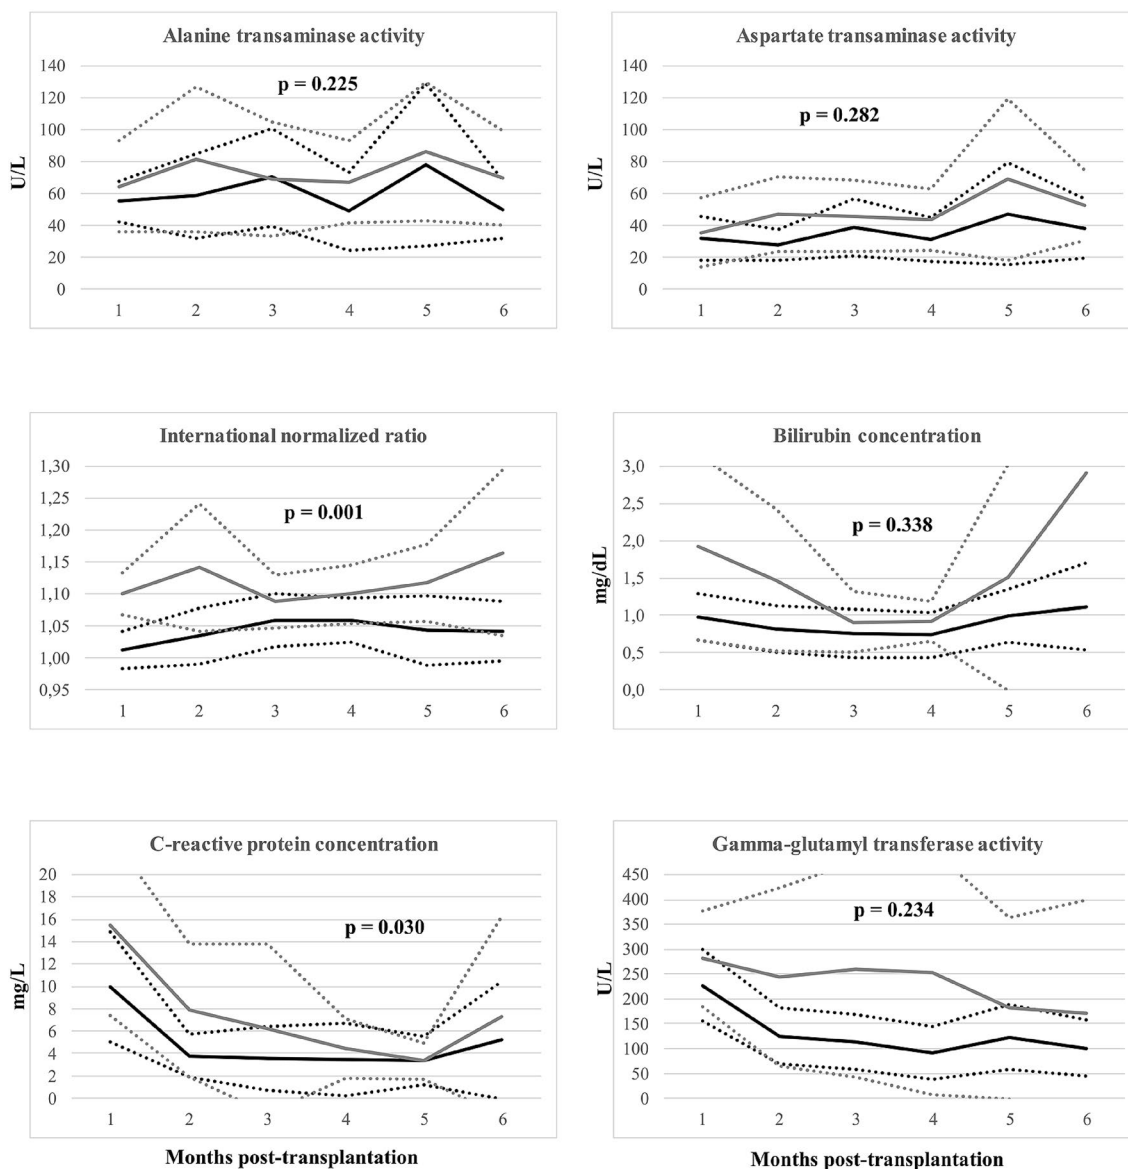 Alanine transaminase activity
140
120
100
80
60
40
20
0
U/L
p = 0.225
1 2 3 4 5 6
Aspartate transaminase activity
140
120
100
80
60
40
20
0
U/L
p = 0.282
1 2 3 4 5 6
International normalized ratio
1,30
1,25
1,20
1,15
1,10
1,05
1,00
0,95
p = 0.001
1 2 3 4 5 6
Bilirubin concentration
3,0
2,5
2,0
1,5
1,0
0,5
0,0
mg/dL
p = 0.338
1 2 3 4 5 6
C-reactive protein concentration
20
18
16
14
12
10
8
6
4
2
0
mg/L
p = 0.030
1 2 3 4 5 6
Months post-transplantation
Gamma-glutamyl transferase activity
450
400
350
300
250
200
150
100
50
0
U/L
p = 0.234
1 2 3 4 5 6
Months post-transplantation